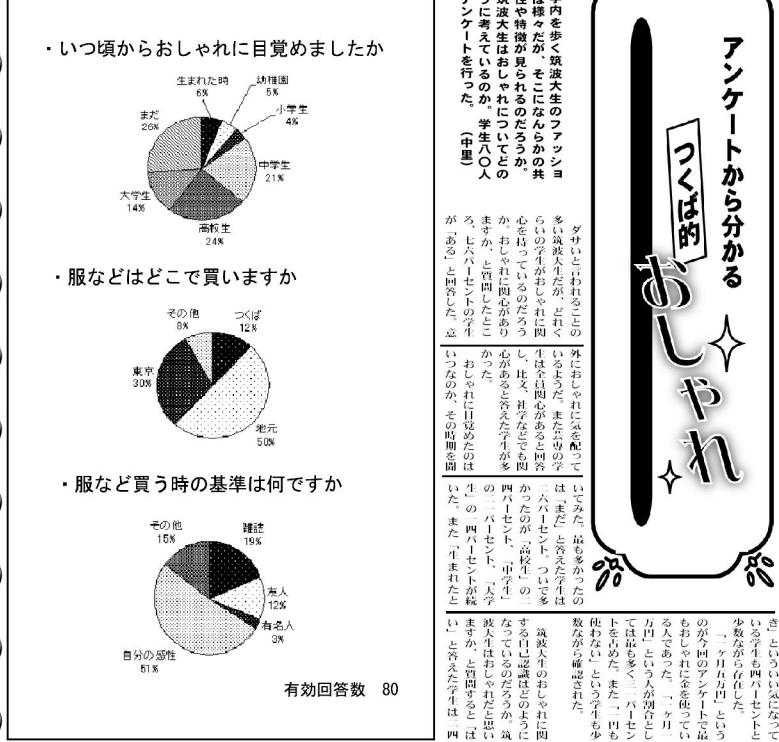 アンケートから分かる
つくば的
おしゃれ
学内を歩く筑波大生のファッショ
は様々だが、そこになんらかの共
性や特徴が見られるのだろうか。
筑波大生はおしゃれについてどの
うに考えているのか。学生八〇人
アンケートを行った。 (中里)
ダサいと言われることの
多い筑波大生だが、どれく
らいの学生がおしゃれに関
心を持っているのだろう
か。おしゃれに関心があり
ますか、と質問したとこ
ろ、七六パーセントの学生
が「ある」と回答した。意
外におしゃれに気を配って
いるようだ。また芸専の学
生は全員関心があると回答
し、比文、社学などでも関
心があると答えた学生が多
かった。
おしゃれに目覚めたのは
いつなのか、その時期を聞
いてみた。最も多かったの
は「まだ」と答えた学生は
二六パーセント。ついで多
かったのが「高校生」の二
四パーセント、「中学生」
の二一パーセント、「大学
生」の一四パーセントが続
いた。また「生まれたと
き」といういい気になって
いる学生も四パーセントと
少数ながら存在した。
「一ヶ月五万円」という
のが今回のアンケートで最
もおしゃれに金を使ってい
る人であった。「一ヶ月一
万円」という人が割合とし
ては最も多く三一パーセン
トを占めた。また「一円も
使わない」という学生も少
数ながら確認された。
筑波大生のおしゃれに関
する自己認識はどのように
なっているのだろうか。筑
波大生はおしゃれだと思い
ますか、と質問すると「は
い」と答えた学生は二四
・いつ頃からおしゃれに目覚めましたか
生まれた時
6%
幼稚園
5%
小学生
4%
中学生
21%
高校生
24%
大学生
14%
まだ
26%
・服などはどこで買いますか
その他
8%
つくば
12%
東京
30%
地元
50%
・服など買う時の基準は何ですか
その他
15%
雑誌
19%
友人
12%
有名人
3%
自分の感性
51%
有効回答数 80